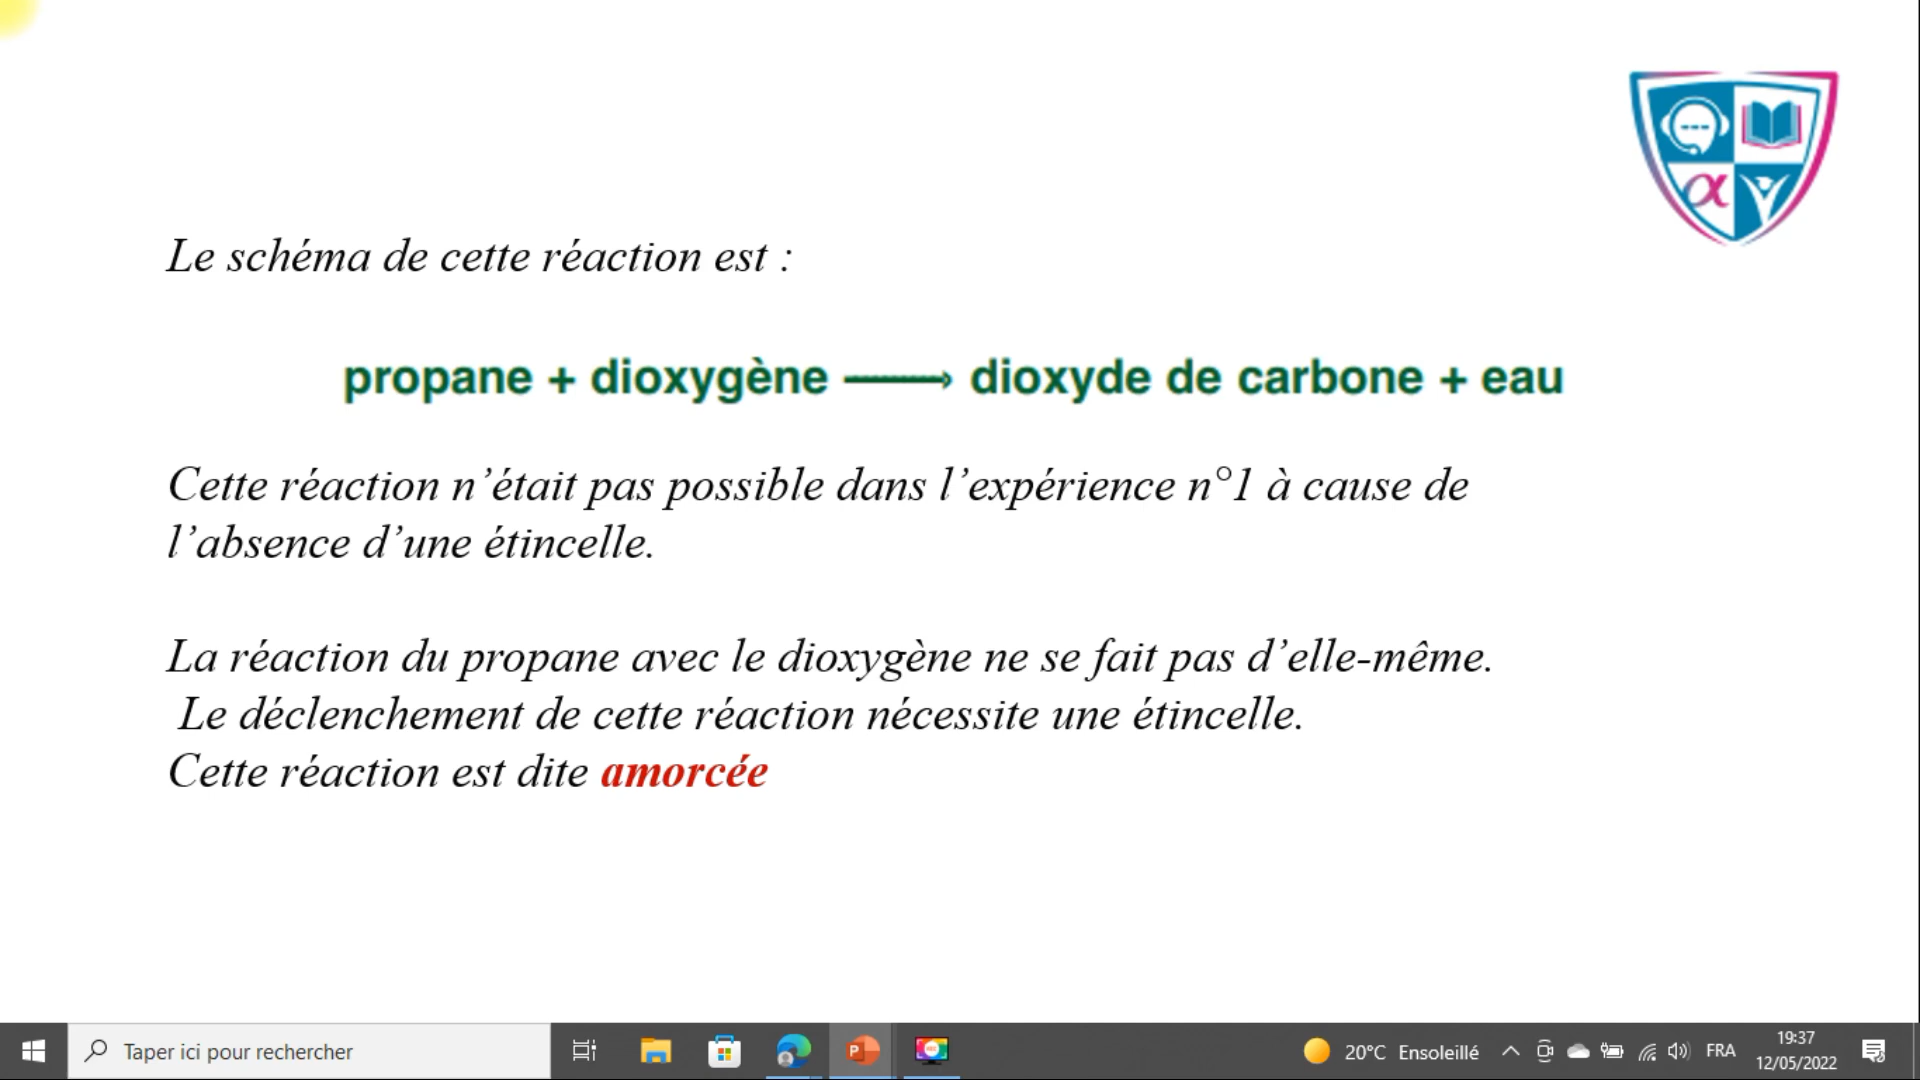 Le schéma de cette réaction est :
propane + dioxygène ⟶ dioxyde de carbone + eau
Cette réaction n’était pas possible dans l’expérience n°1 à cause de
l’absence d’une étincelle.
La réaction du propane avec le dioxygène ne se fait pas d’elle-même.
Le déclenchement de cette réaction nécessite une étincelle.
Cette réaction est dite amorcée
Taper ici pour rechercher
20°C Ensoleillé
FRA
19:37
12/05/2022